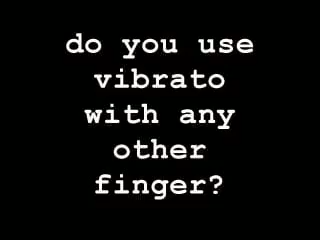 do you use
vibrato
with any
other
finger?